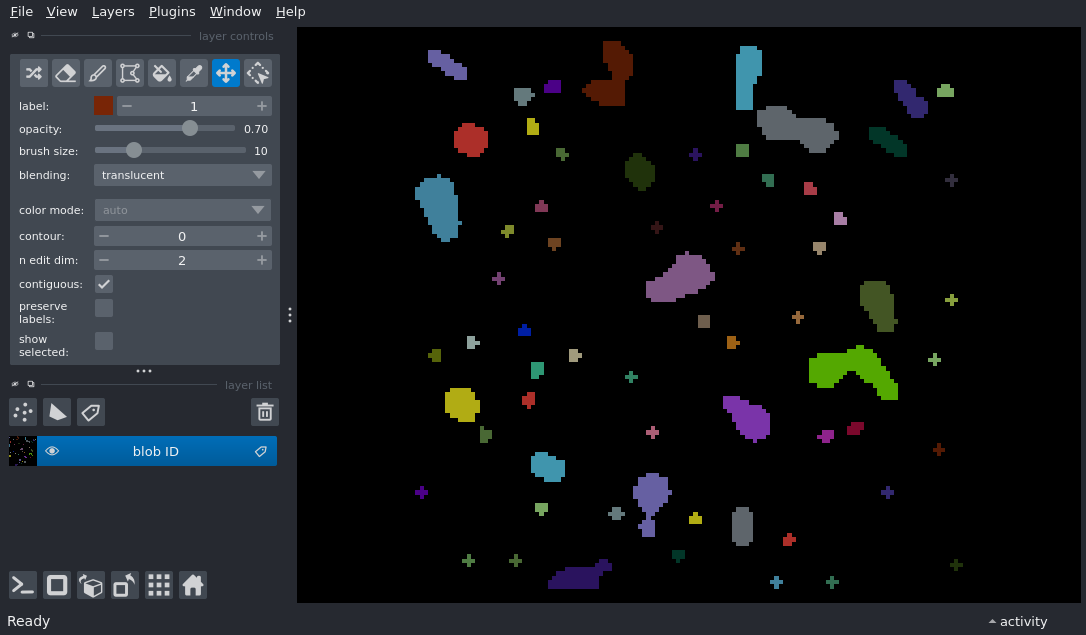 File View Layers Plugins Window Help
layer controls
label: 1
opacity: 0.70
brush size: 10
blending: translucent
color mode: auto
contour: 0
n edit dim: 2
contiguous:
preserve
labels:
show
selected:
layer list
blob ID
Ready
activity